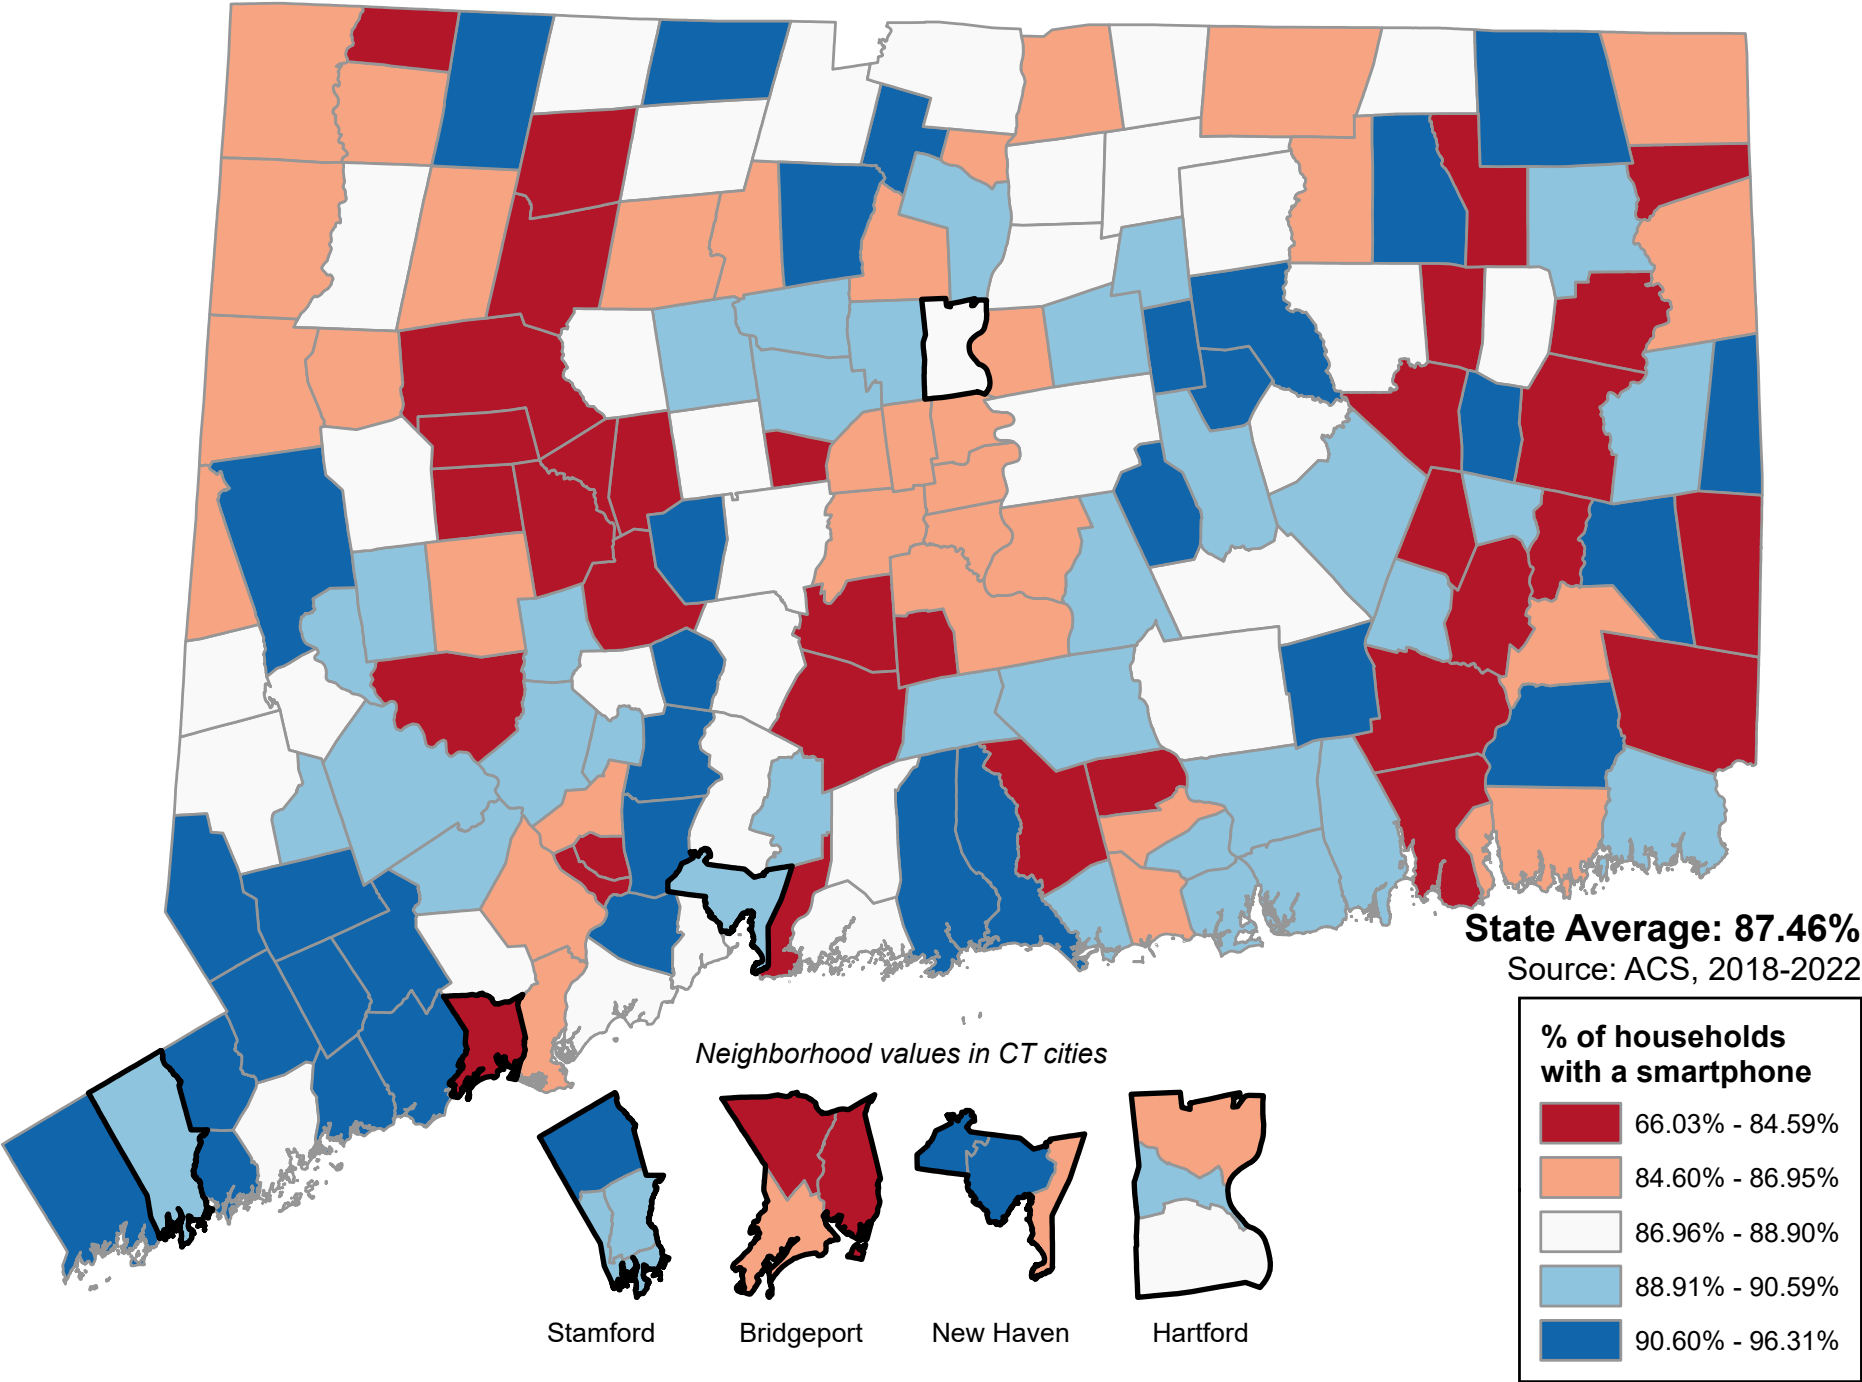 State Average: 87.46%
Source: ACS, 2018-2022
% of households
with a smartphone
66.03% - 84.59%
84.60% - 86.95%
86.96% - 88.90%
88.91% - 90.59%
90.60% - 96.31%
Neighborhood values in CT cities
Stamford
Bridgeport
New Haven
Hartford